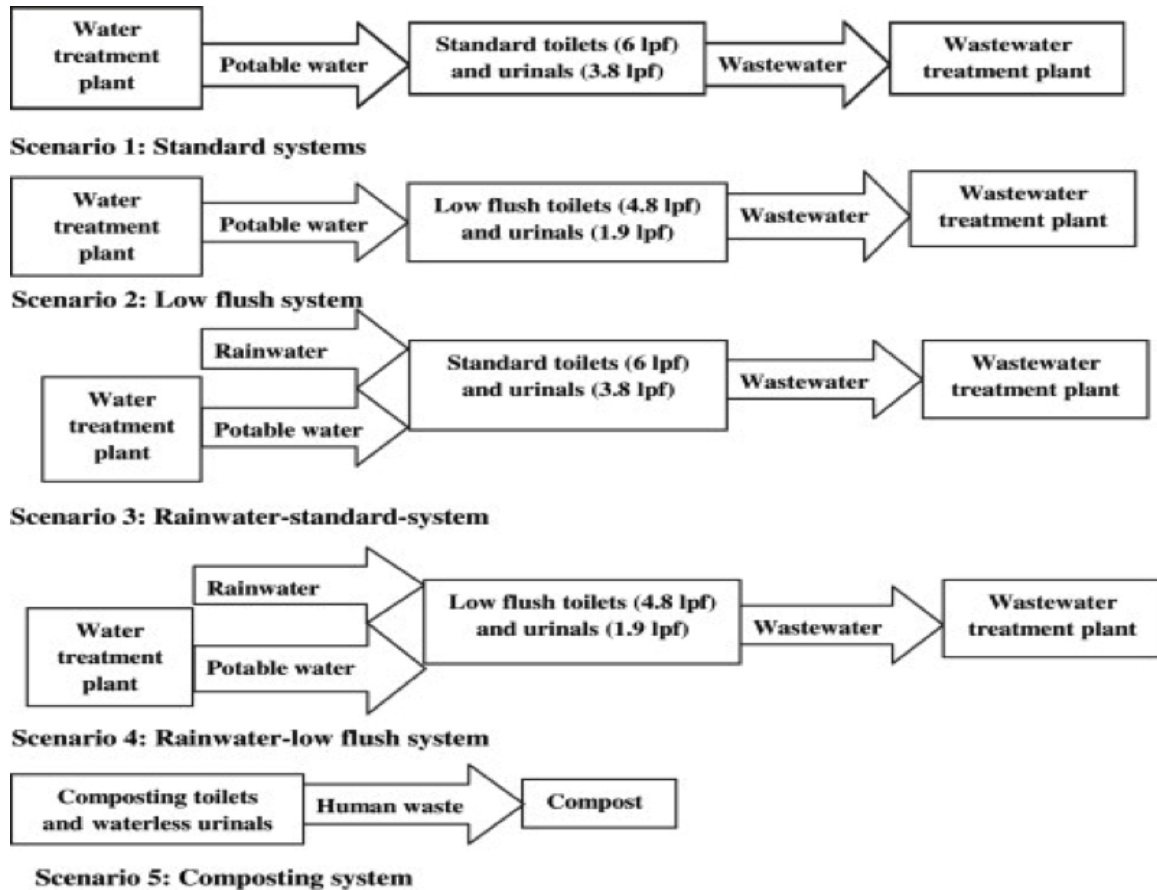 Water
treatment
plant
Potable water
Standard toilets (6 lpf)
and urinals (3.8 lpf)
Wastewater
Wastewater
treatment plant
Scenario 1: Standard systems
Water
treatment
plant
Potable water
Low flush toilets (4.8 lpf)
and urinals (1.9 lpf)
Wastewater
Wastewater
treatment plant
Scenario 2: Low flush system
Rainwater
Water
treatment
plant
Potable water
Standard toilets (6 lpf)
and urinals (3.8 lpf)
Wastewater
Wastewater
treatment plant
Scenario 3: Rainwater-standard-system
Rainwater
Water
treatment
plant
Potable water
Low flush toilets (4.8 lpf)
and urinals (1.9 lpf)
Wastewater
Wastewater
treatment plant
Scenario 4: Rainwater-low flush system
Composting toilets
and waterless urinals
Human waste
Compost
Scenario 5: Composting system